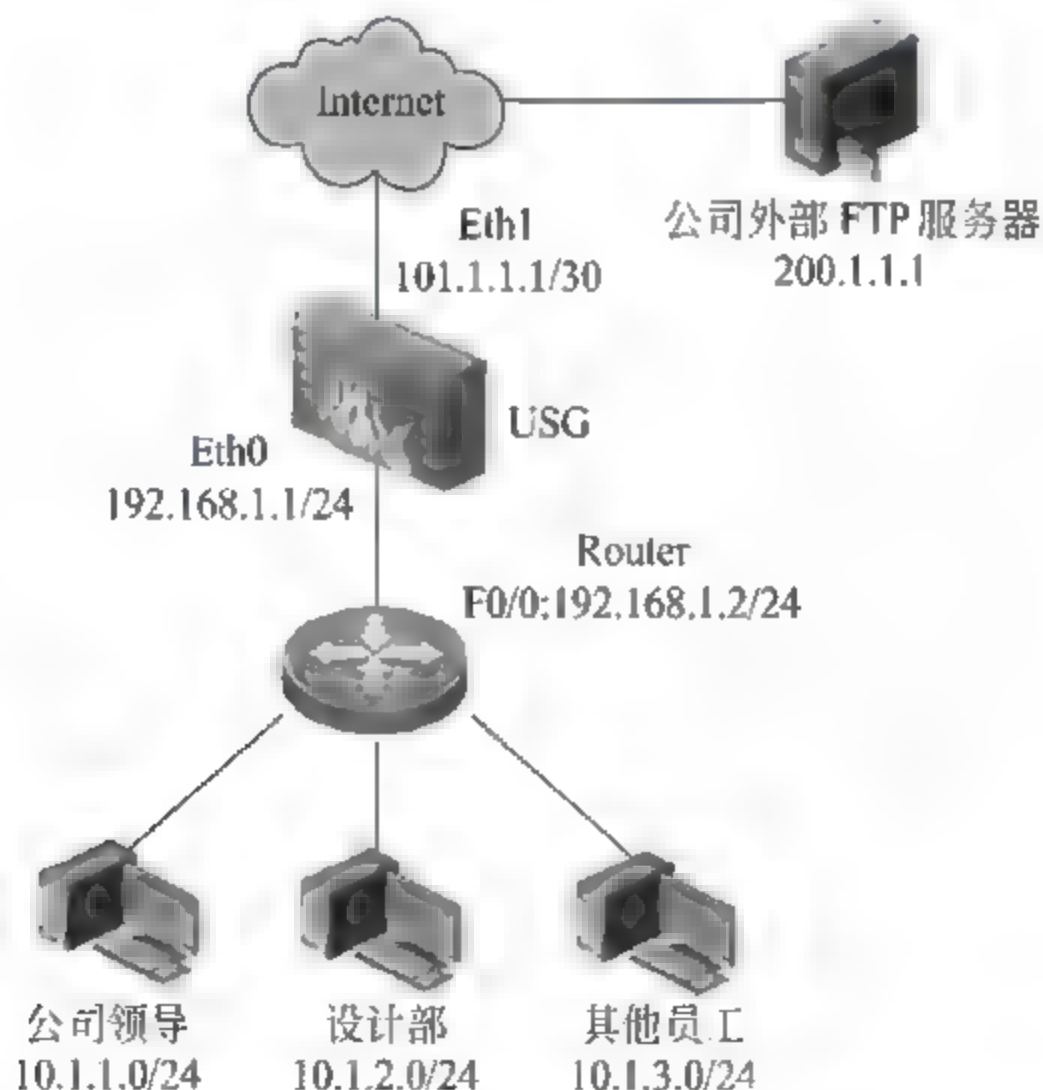 Internet
公司外部 FTP 服务器
200.1.1.1
Eth1
101.1.1.1/30
USG
Eth0
192.168.1.1/24
Router
F0/0:192.168.1.2/24
公司领导
10.1.1.0/24
设计部
10.1.2.0/24
其他员工
10.1.3.0/24